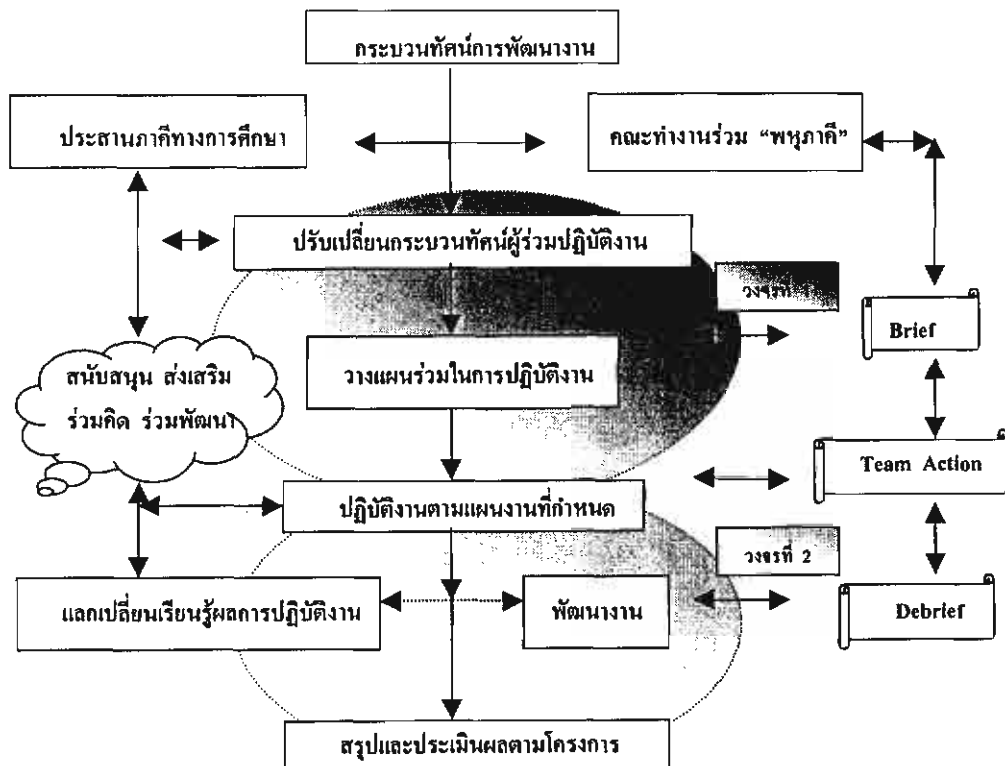 กระบวนทัศน์การพัฒนางาน
ประสานภาคีทางการศึกษา
คณะทำงานร่วม “พหุภาคี”
ปรับเปลี่ยนกระบวนทัศน์ผู้ร่วมปฏิบัติงาน
วงจรที่ 1
Brief
สนับสนุน ส่งเสริม
ร่วมคิด ร่วมพัฒนา
วางแผนร่วมในการปฏิบัติงาน
Team Action
ปฏิบัติงานตามแผนงานที่กำหนด
วงจรที่ 2
แลกเปลี่ยนเรียนรู้ผลการปฏิบัติงาน
พัฒนางาน
Debrief
สรุปและประเมินผลตามโครงการ